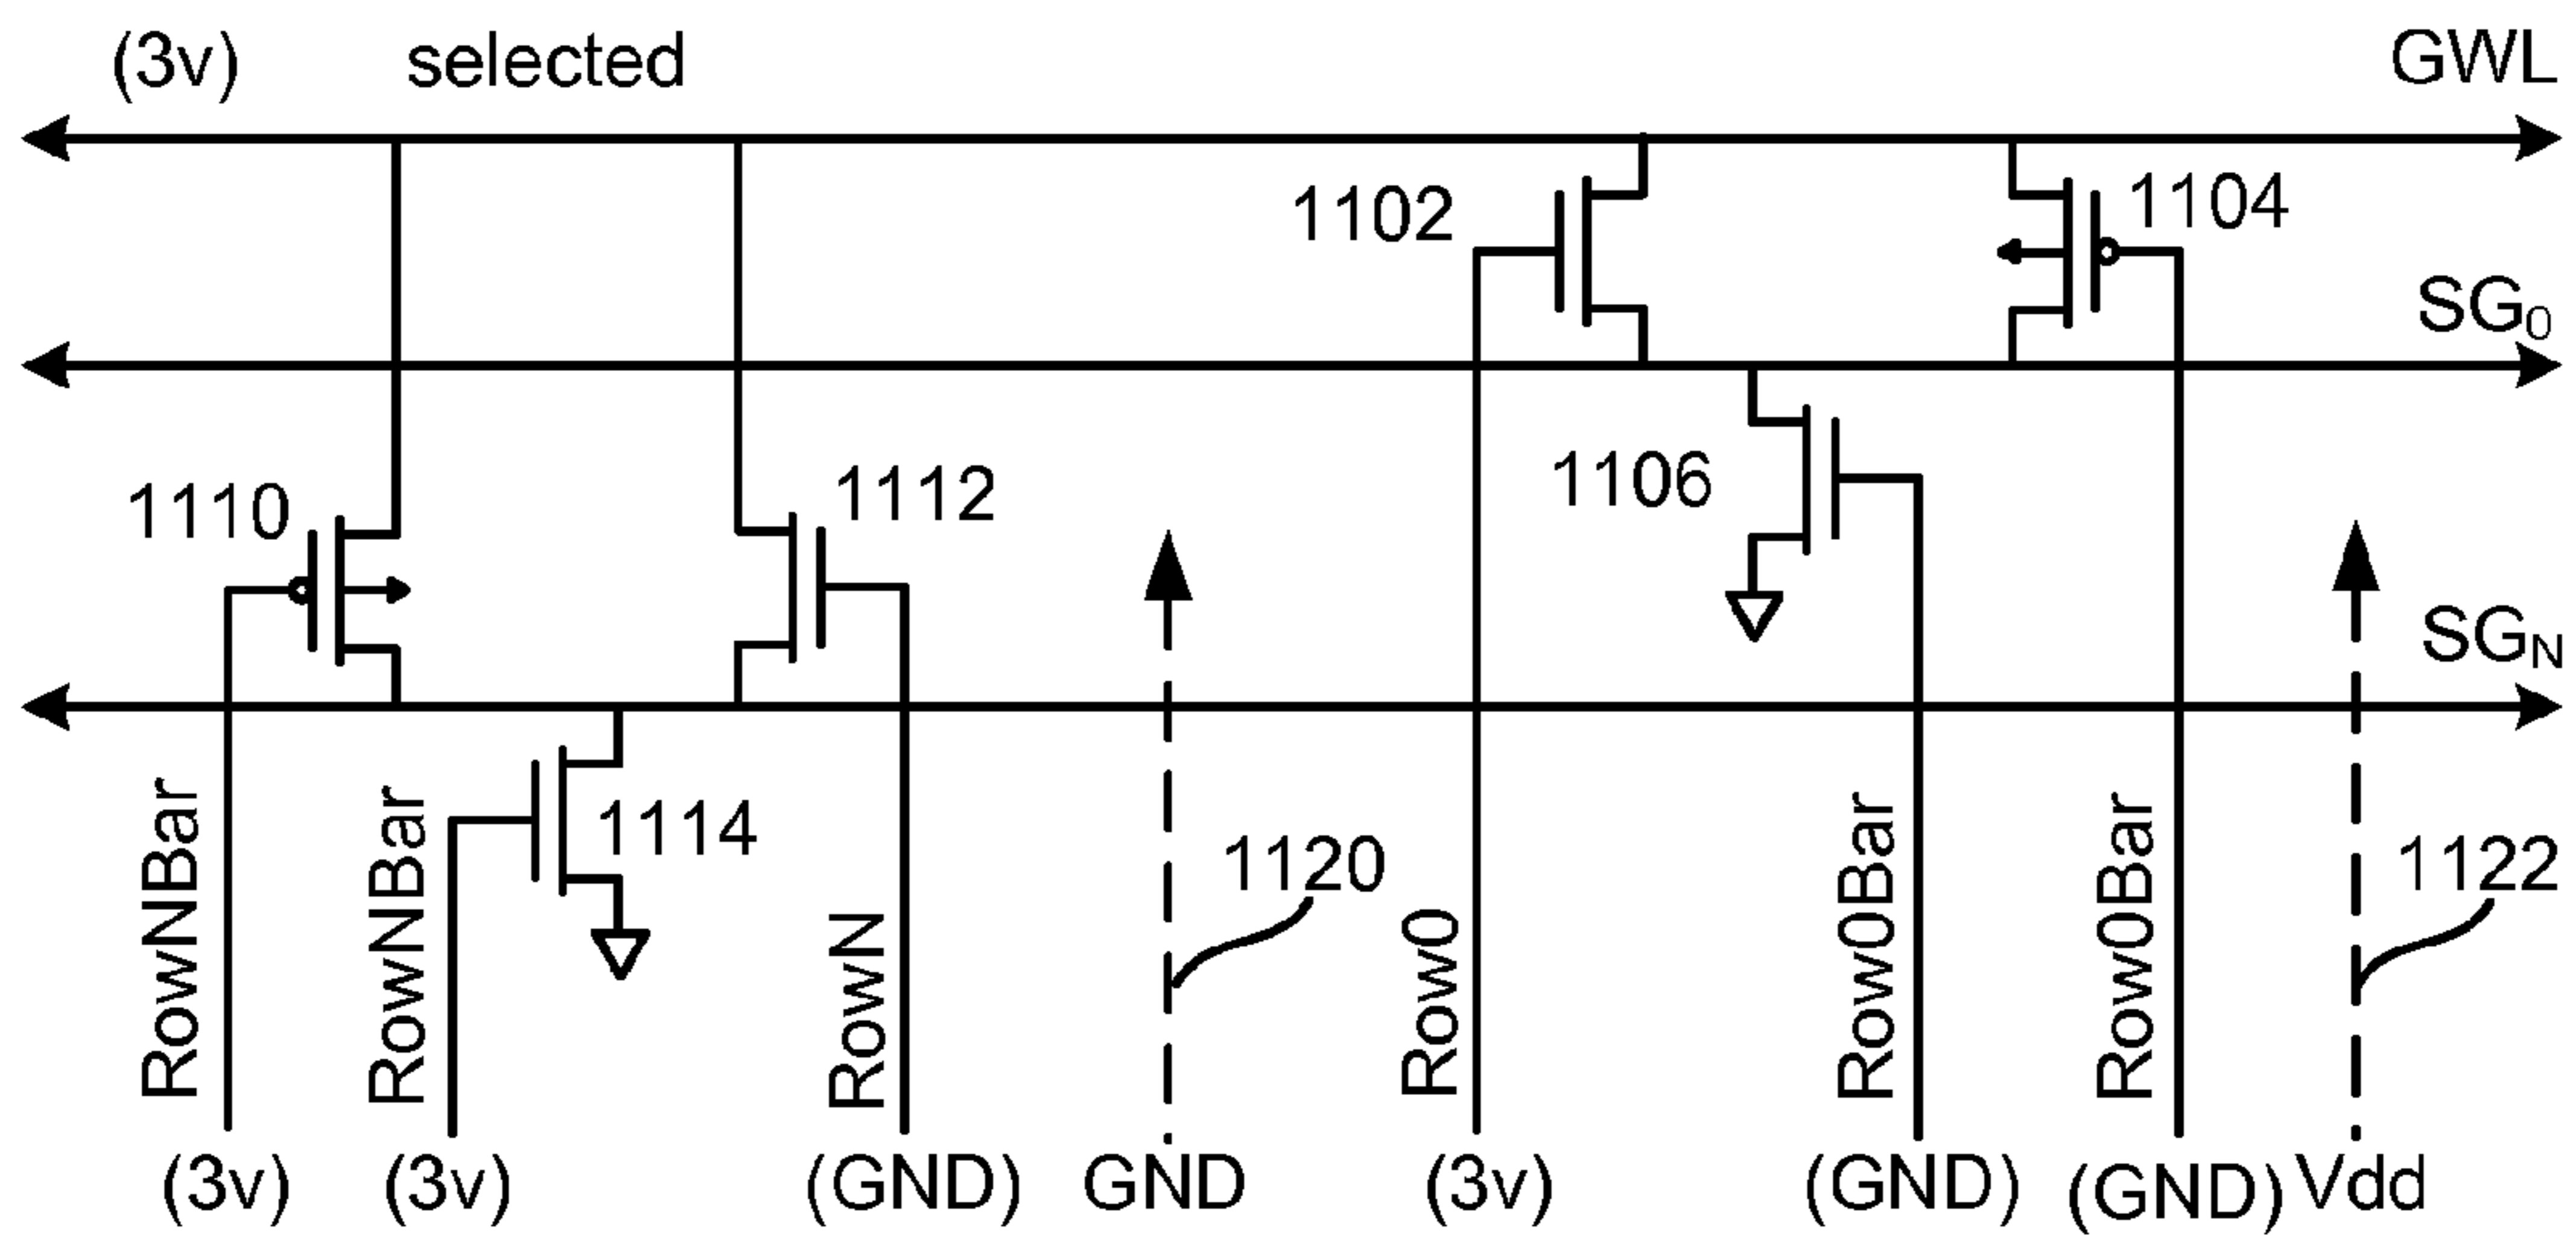 (3v) selected GWL
1102 1104
SG0
1110 1112 1106
SGN
1114
1120 1122
RowNBar RowNBar RowN Row0 Row0Bar Row0Bar
(3v) (3v) (GND) GND (3v) (GND) (GND) Vdd